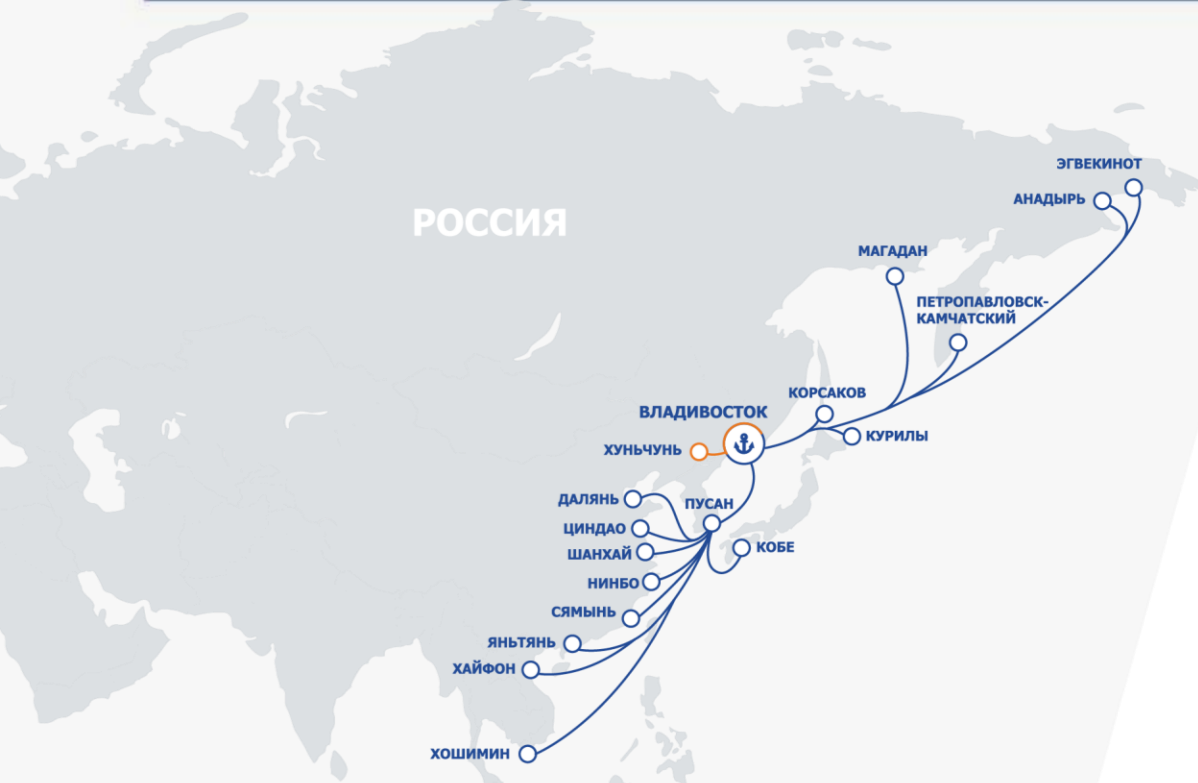 ЭГВЕКИНОТ
АНАДЫРЬ
РОССИЯ
МАГАДАН
ПЕТРОПАВЛОВСК-
КАМЧАТСКИЙ
КОРСАКОВ
ВЛАДИВОСТОК
КУРИЛЫ
ХУНЬЧУНЬ
ДАЛЯНЬ
ПУСАН
ЦИНДАО
КОБЕ
ШАНХАЙ
НИНБО
СЯМЫНЬ
ЯНЬТЯНЬ
ХАЙФОН
ХОШИМИН